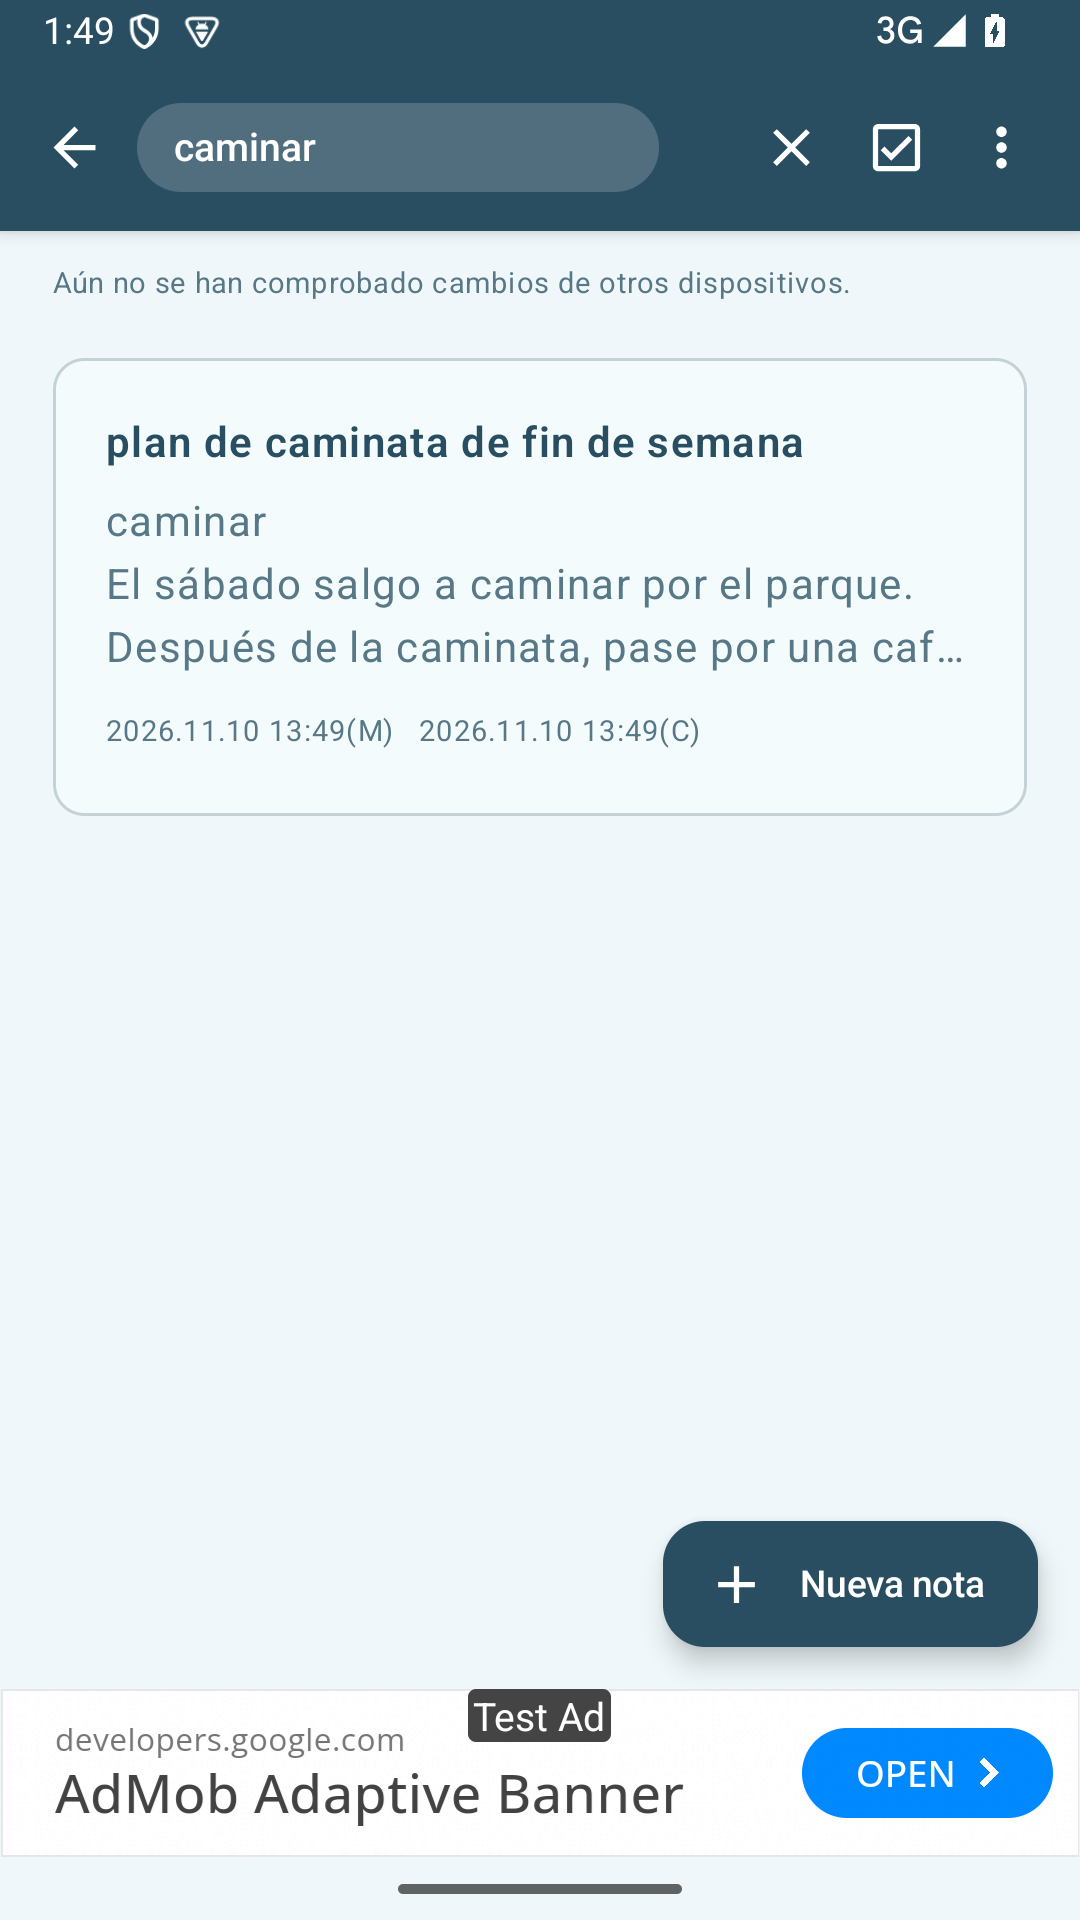 1:49
3G
caminar
Aún no se han comprobado cambios de otros dispositivos.
plan de caminata de fin de semana
caminar
El sábado salgo a caminar por el parque.
Después de la caminata, pase por una caf…
2026.11.10 13:49(M) 2026.11.10 13:49(C)
Nueva nota
Test Ad
developers.google.com
AdMob Adaptive Banner
OPEN